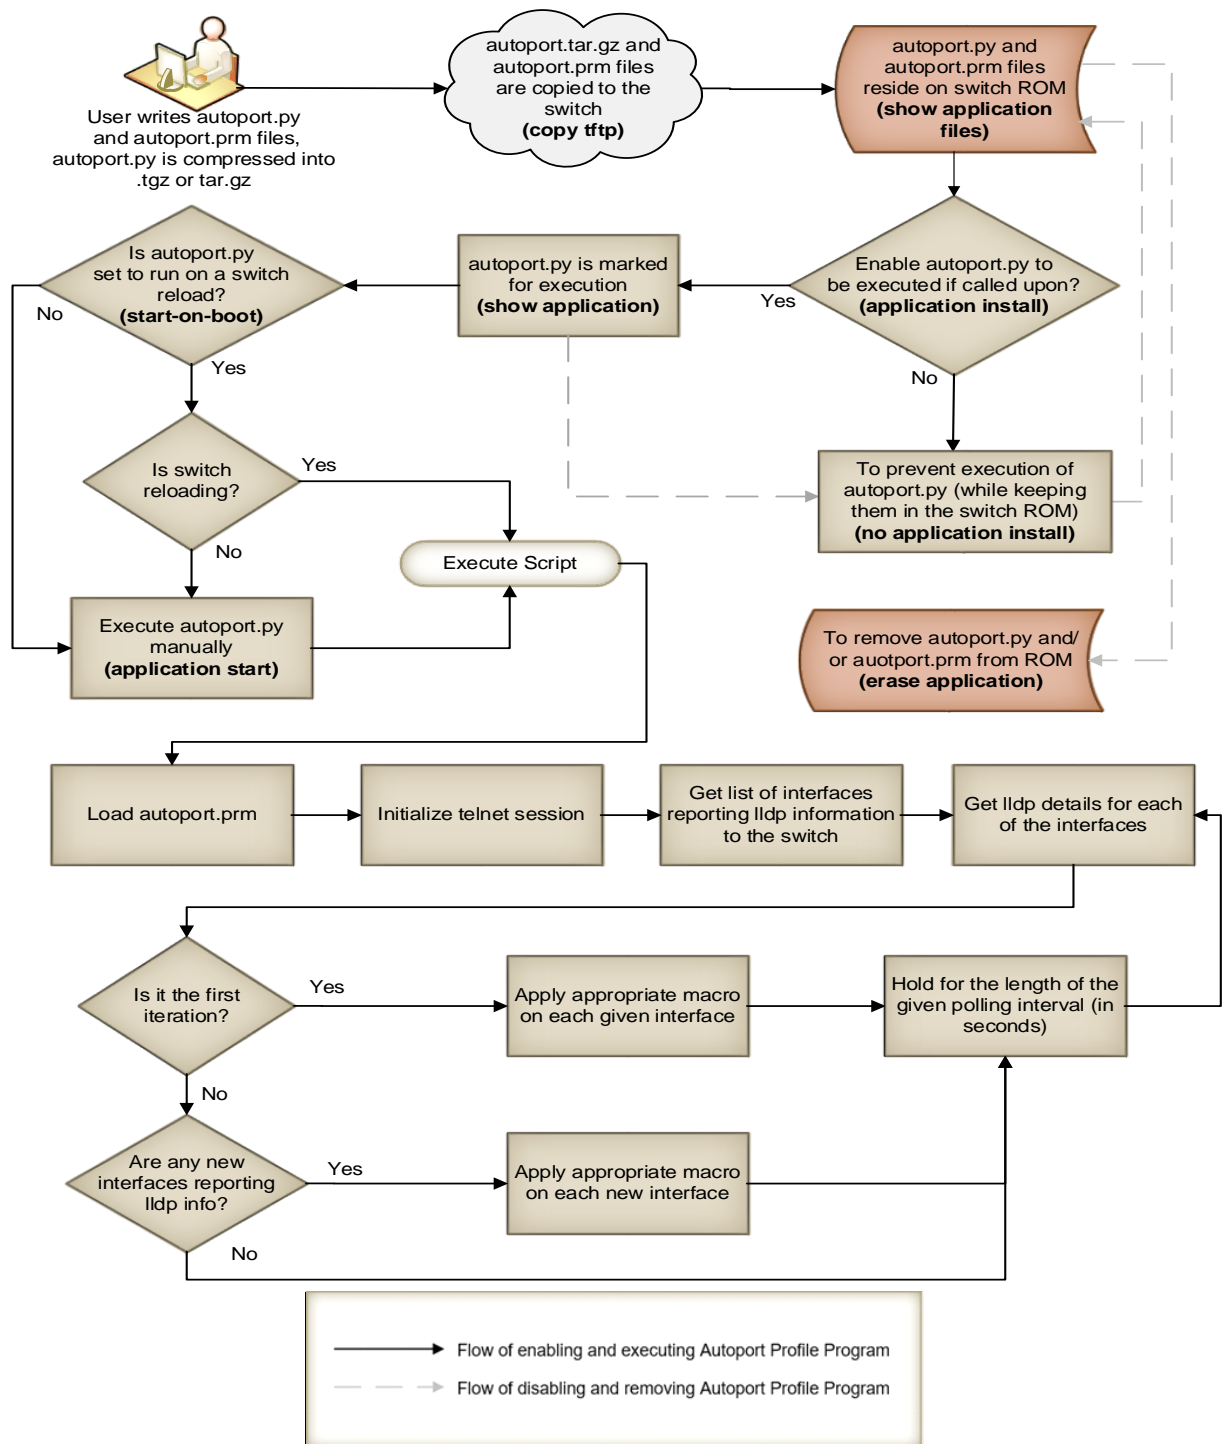 User writes autoport.py
and autoport.prm files,
autoport.py is compressed into
.tgz or tar.gz
autoport.tar.gz and
autoport.prm files
are copied to the
switch
(copy tftp)
autoport.py and
autoport.prm files
reside on switch ROM
(show application
files)
Enable autoport.py to
be executed if called upon?
(application install)
Yes
No
autoport.py is marked
for execution
(show application)
Is autoport.py
set to run on a switch
reload?
(start-on-boot)
No
Yes
Is switch
reloading?
Yes
No
To prevent execution of
autoport.py (while keeping
them in the switch ROM)
(no application install)
Execute Script
Execute autoport.py
manually
(application start)
To remove autoport.py and/
or auotport.prm from ROM
(erase application)
Load autoport.prm
Initialize telnet session
Get list of interfaces
reporting lldp information
to the switch
Get lldp details for each
of the interfaces
Is it the first
iteration?
Yes
No
Apply appropriate macro
on each given interface
Hold for the length of the
given polling interval (in
seconds)
Are any new
interfaces reporting
lldp info?
Yes
No
Apply appropriate macro
on each new interface
Flow of enabling and executing Autoport Profile Program
Flow of disabling and removing Autoport Profile Program